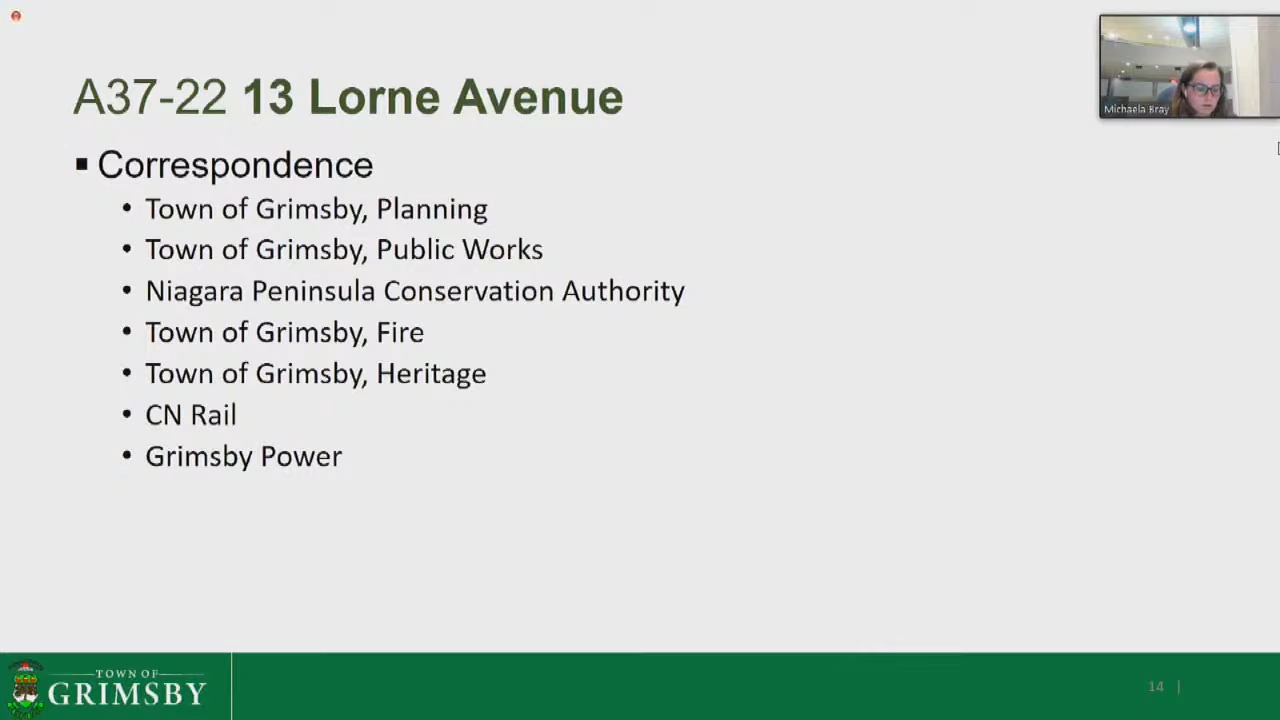 A37-22 13 Lorne Avenue
Michaela Bray
Correspondence
Town of Grimsby, Planning
Town of Grimsby, Public Works
Niagara Peninsula Conservation Authority
Town of Grimsby, Fire
Town of Grimsby, Heritage
CN Rail
Grimsby Power
TOWN OF
GRIMSBY
14 |